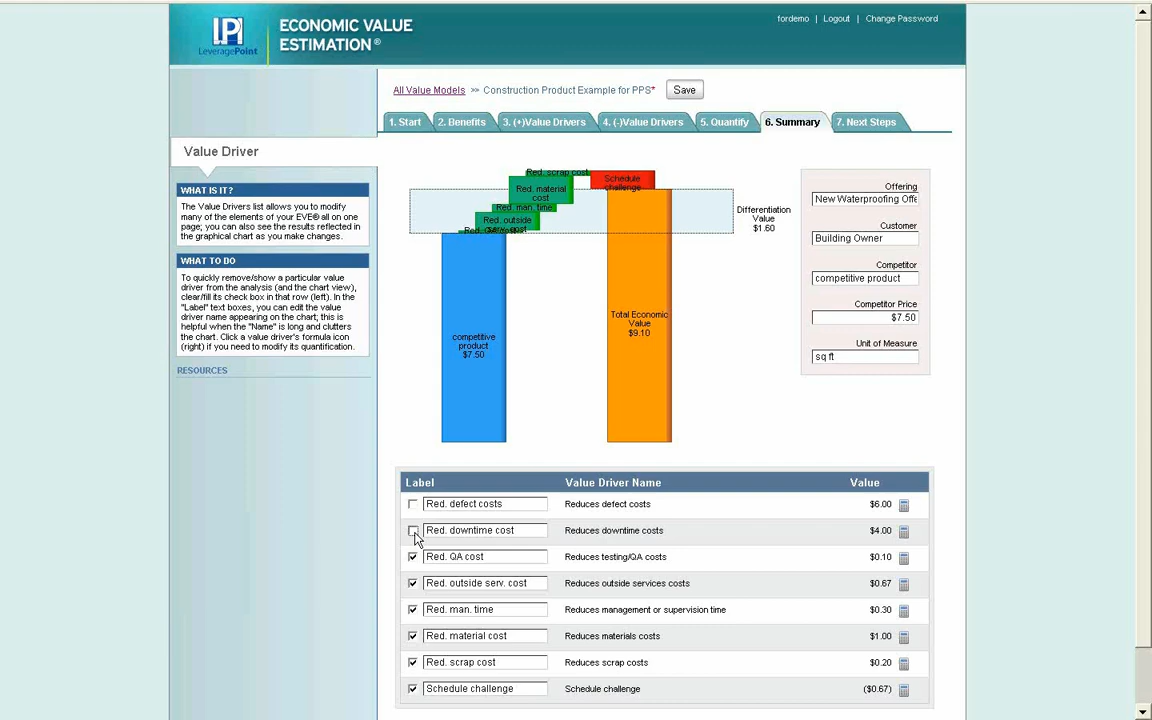 LeveragePoint
ECONOMIC VALUE
ESTIMATION®
fordemo | Logout | Change Password
All Value Models >> Construction Product Example for PPS* Save
1. Start 2. Benefits 3. (+)Value Drivers 4. (-)Value Drivers 5. Quantify 6. Summary 7. Next Steps
Value Driver
WHAT IS IT?
The Value Drivers list allows you to modify
many of the elements of your EVE® all on one
page; you can also see the results reflected in
the graphical chart as you make changes.
WHAT TO DO
To quickly remove/show a particular value
driver from the analysis (and the chart view),
clear/fill its check box in that row (left). In the
"Label" text boxes, you can edit the value
driver name appearing on the chart; this is
helpful when the "Name" is long and clutters
the chart. Click a value driver's formula icon
(right) if you need to modify its quantification.
RESOURCES
Red. scrap cost
Schedule
challenge
Red. material
cost
Red. man. time
Red. outside
serv. cost
competitive
product
$7.50
Total Economic
Value
$9.10
Differentiation
Value
$1.60
Offering
New Waterproofing Offe
Customer
Building Owner
Competitor
competitive product
Competitor Price
$7.50
Unit of Measure
sq ft
Label Value Driver Name Value
Red. defect costs Reduces defect costs $6.00
Red. downtime cost Reduces downtime costs $4.00
Red. QA cost Reduces testing/QA costs $0.10
Red. outside serv. cost Reduces outside services costs $0.67
Red. man. time Reduces management or supervision time $0.30
Red. material cost Reduces materials costs $1.00
Red. scrap cost Reduces scrap costs $0.20
Schedule challenge Schedule challenge ($0.67)